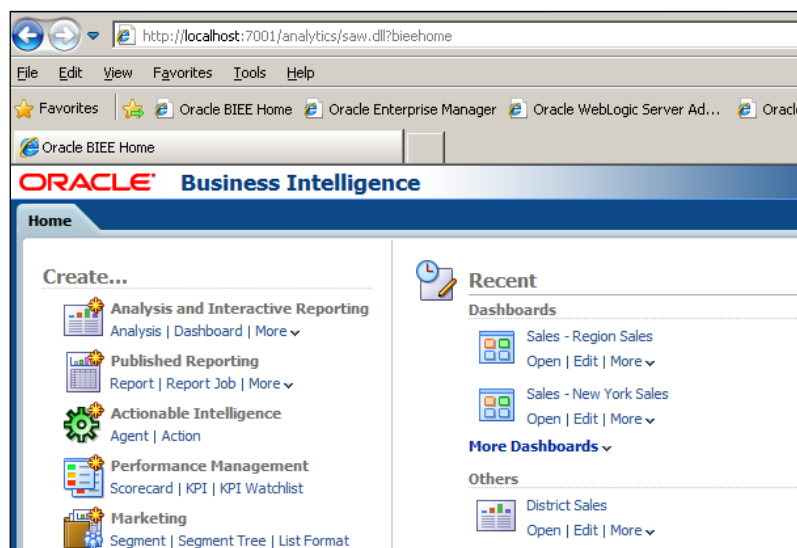 http://localhost:7001/analytics/saw.dll?bieehome
File Edit View Favorites Tools Help
Favorites Oracle BIEE Home Oracle Enterprise Manager Oracle WebLogic Server Ad... Oracl
Oracle BIEE Home
ORACLE Business Intelligence
Home
Create...
Analysis and Interactive Reporting
Analysis | Dashboard | More
Published Reporting
Report | Report Job | More
Actionable Intelligence
Agent | Action
Performance Management
Scorecard | KPI | KPI Watchlist
Marketing
Segment | Segment Tree | List Format
Recent
Dashboards
Sales - Region Sales
Open | Edit | More
Sales - New York Sales
Open | Edit | More
More Dashboards
Others
District Sales
Open | Edit | More